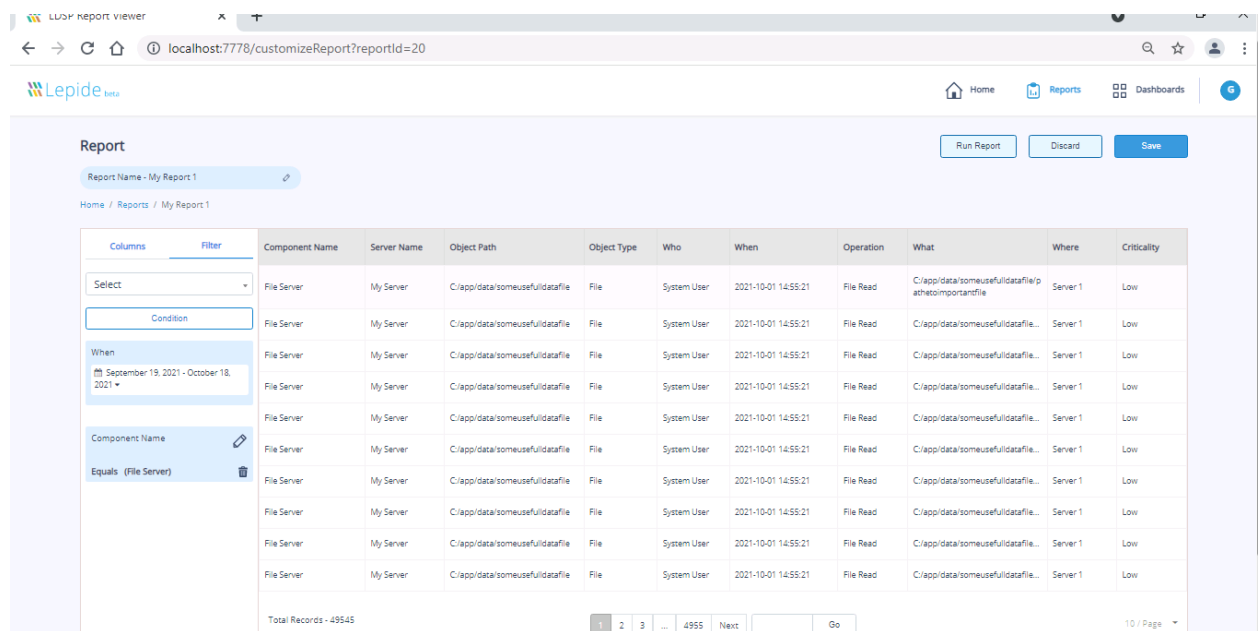 LDSP Report Viewer
localhost:7778/customizeReport?reportId=20
Lepide beta
Home Reports Dashboards G
Report
Run Report Discard Save
Report Name - My Report 1
Home / Reports / My Report 1
Columns Filter
Select
Condition
When
September 19, 2021 - October 18,
2021
Component Name
Equals (File Server)
Component Name Server Name Object Path Object Type Who When Operation What Where Criticality
File Server My Server C:/app/data/someusefulldatafile File System User 2021-10-01 14:55:21 File Read C:/app/data/someusefulldatafile/p Server 1 Low
athetoimportantfile
File Server My Server C:/app/data/someusefulldatafile File System User 2021-10-01 14:55:21 File Read C:/app/data/someusefulldatafile... Server 1 Low
File Server My Server C:/app/data/someusefulldatafile File System User 2021-10-01 14:55:21 File Read C:/app/data/someusefulldatafile... Server 1 Low
File Server My Server C:/app/data/someusefulldatafile File System User 2021-10-01 14:55:21 File Read C:/app/data/someusefulldatafile... Server 1 Low
File Server My Server C:/app/data/someusefulldatafile File System User 2021-10-01 14:55:21 File Read C:/app/data/someusefulldatafile... Server 1 Low
File Server My Server C:/app/data/someusefulldatafile File System User 2021-10-01 14:55:21 File Read C:/app/data/someusefulldatafile... Server 1 Low
File Server My Server C:/app/data/someusefulldatafile File System User 2021-10-01 14:55:21 File Read C:/app/data/someusefulldatafile... Server 1 Low
File Server My Server C:/app/data/someusefulldatafile File System User 2021-10-01 14:55:21 File Read C:/app/data/someusefulldatafile... Server 1 Low
File Server My Server C:/app/data/someusefulldatafile File System User 2021-10-01 14:55:21 File Read C:/app/data/someusefulldatafile... Server 1 Low
File Server My Server C:/app/data/someusefulldatafile File System User 2021-10-01 14:55:21 File Read C:/app/data/someusefulldatafile... Server 1 Low
Total Records - 49545
1 2 3 ... 4955 Next Go
10 / Page